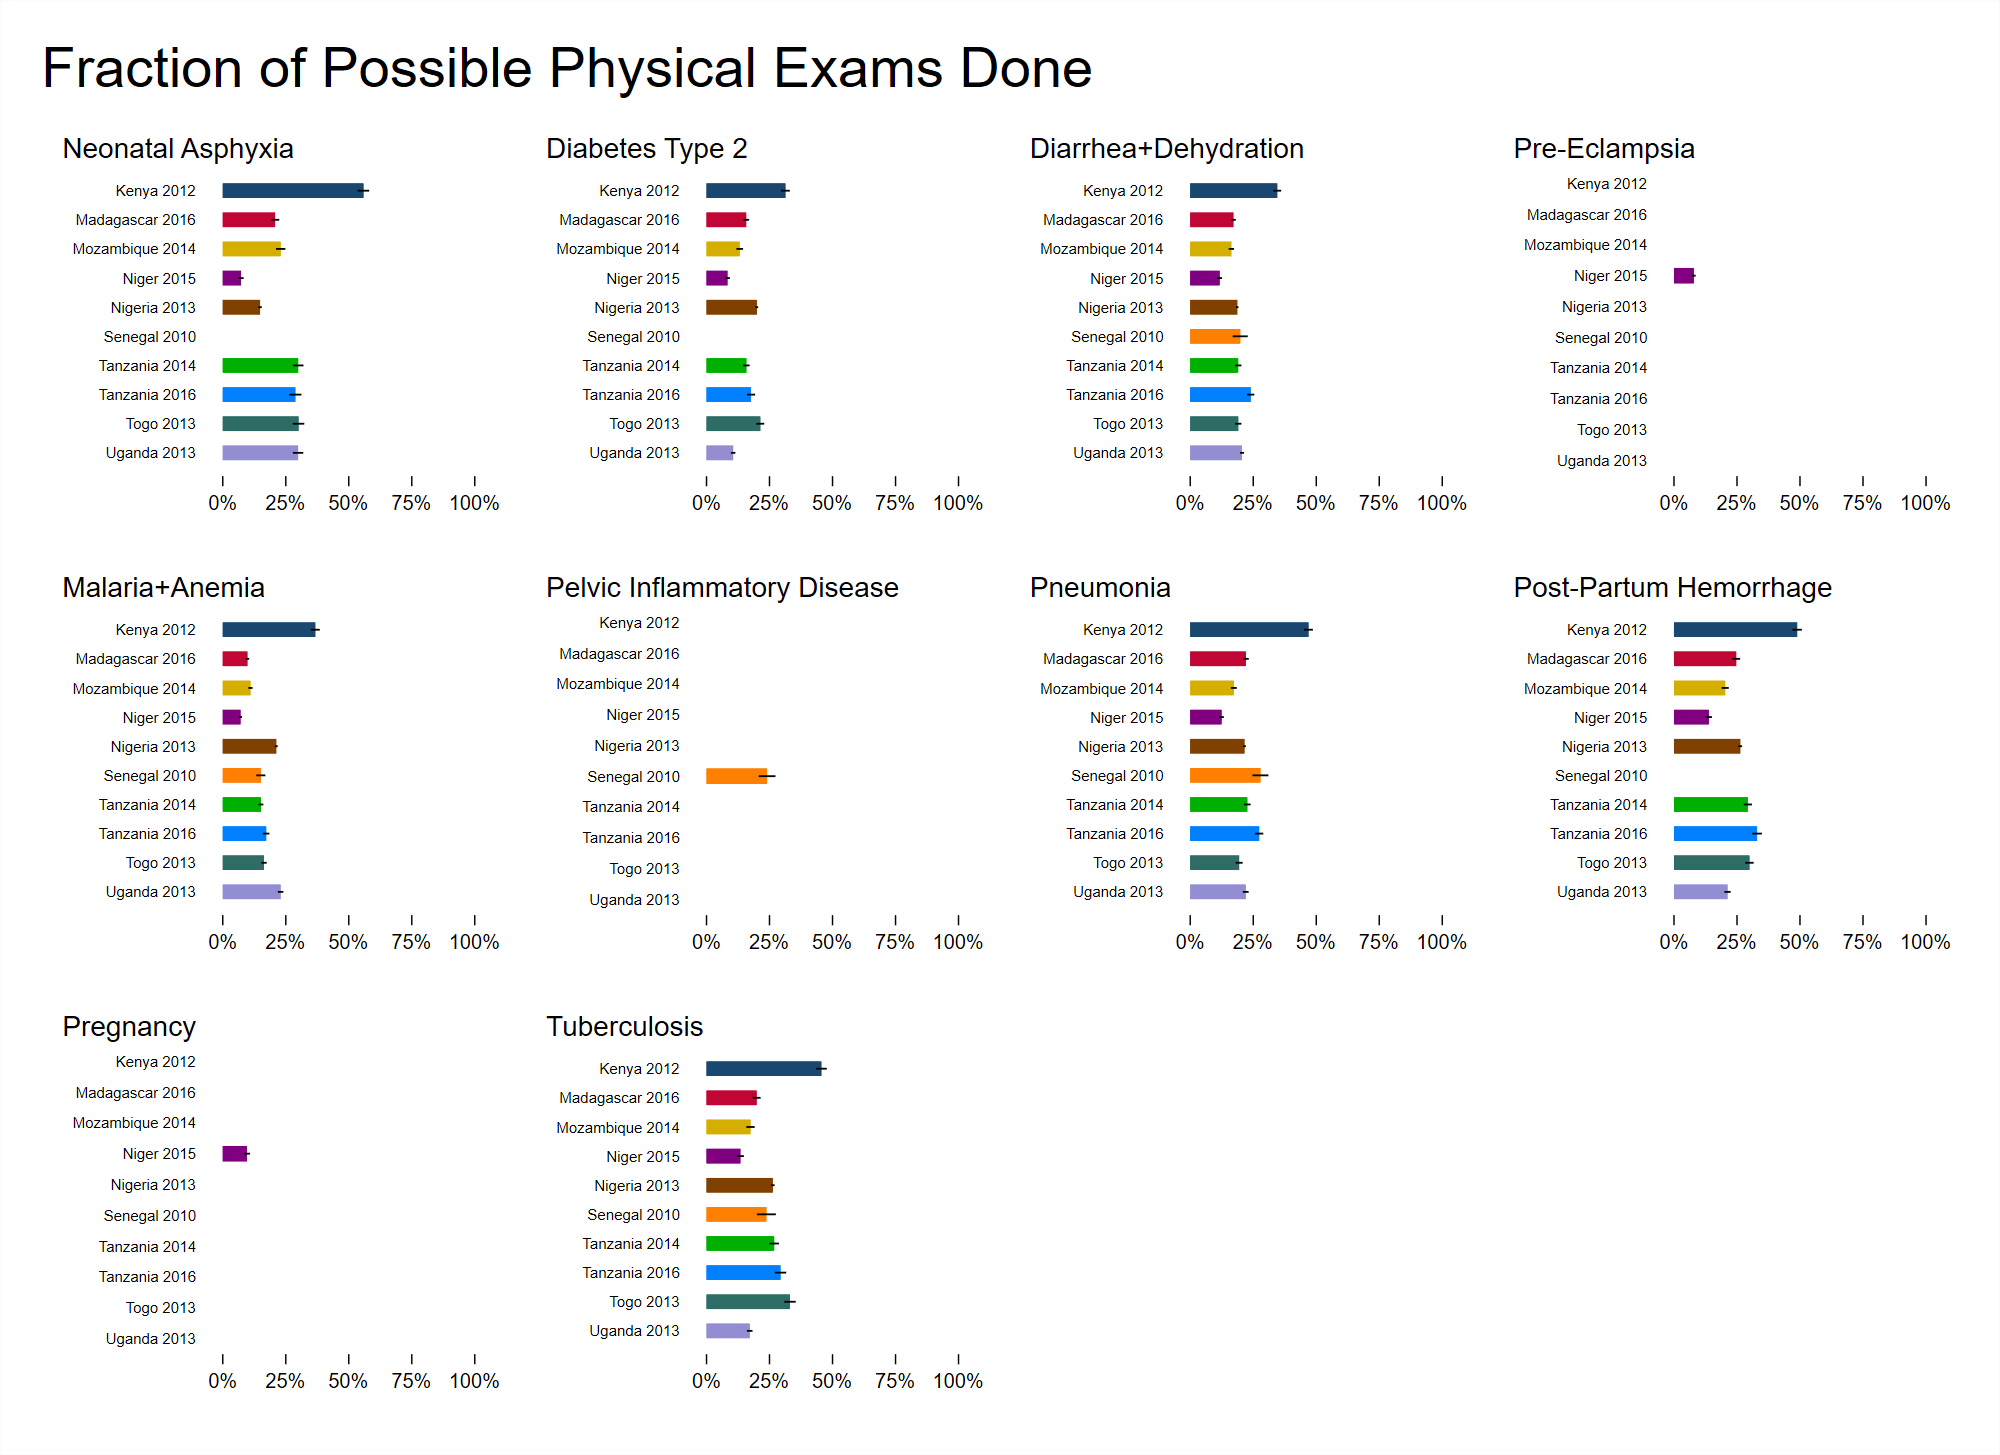 Fraction of Possible Physical Exams Done
Neonatal Asphyxia
Kenya 2012
Madagascar 2016
Mozambique 2014
Niger 2015
Nigeria 2013
Senegal 2010
Tanzania 2014
Tanzania 2016
Togo 2013
Uganda 2013
0% 25% 50% 75% 100%
Diabetes Type 2
Kenya 2012
Madagascar 2016
Mozambique 2014
Niger 2015
Nigeria 2013
Senegal 2010
Tanzania 2014
Tanzania 2016
Togo 2013
Uganda 2013
0% 25% 50% 75% 100%
Diarrhea+Dehydration
Kenya 2012
Madagascar 2016
Mozambique 2014
Niger 2015
Nigeria 2013
Senegal 2010
Tanzania 2014
Tanzania 2016
Togo 2013
Uganda 2013
0% 25% 50% 75% 100%
Pre-Eclampsia
Kenya 2012
Madagascar 2016
Mozambique 2014
Niger 2015
Nigeria 2013
Senegal 2010
Tanzania 2014
Tanzania 2016
Togo 2013
Uganda 2013
0% 25% 50% 75% 100%
Malaria+Anemia
Kenya 2012
Madagascar 2016
Mozambique 2014
Niger 2015
Nigeria 2013
Senegal 2010
Tanzania 2014
Tanzania 2016
Togo 2013
Uganda 2013
0% 25% 50% 75% 100%
Pelvic Inflammatory Disease
Kenya 2012
Madagascar 2016
Mozambique 2014
Niger 2015
Nigeria 2013
Senegal 2010
Tanzania 2014
Tanzania 2016
Togo 2013
Uganda 2013
0% 25% 50% 75% 100%
Pneumonia
Kenya 2012
Madagascar 2016
Mozambique 2014
Niger 2015
Nigeria 2013
Senegal 2010
Tanzania 2014
Tanzania 2016
Togo 2013
Uganda 2013
0% 25% 50% 75% 100%
Post-Partum Hemorrhage
Kenya 2012
Madagascar 2016
Mozambique 2014
Niger 2015
Nigeria 2013
Senegal 2010
Tanzania 2014
Tanzania 2016
Togo 2013
Uganda 2013
0% 25% 50% 75% 100%
Pregnancy
Kenya 2012
Madagascar 2016
Mozambique 2014
Niger 2015
Nigeria 2013
Senegal 2010
Tanzania 2014
Tanzania 2016
Togo 2013
Uganda 2013
0% 25% 50% 75% 100%
Tuberculosis
Kenya 2012
Madagascar 2016
Mozambique 2014
Niger 2015
Nigeria 2013
Senegal 2010
Tanzania 2014
Tanzania 2016
Togo 2013
Uganda 2013
0% 25% 50% 75% 100%